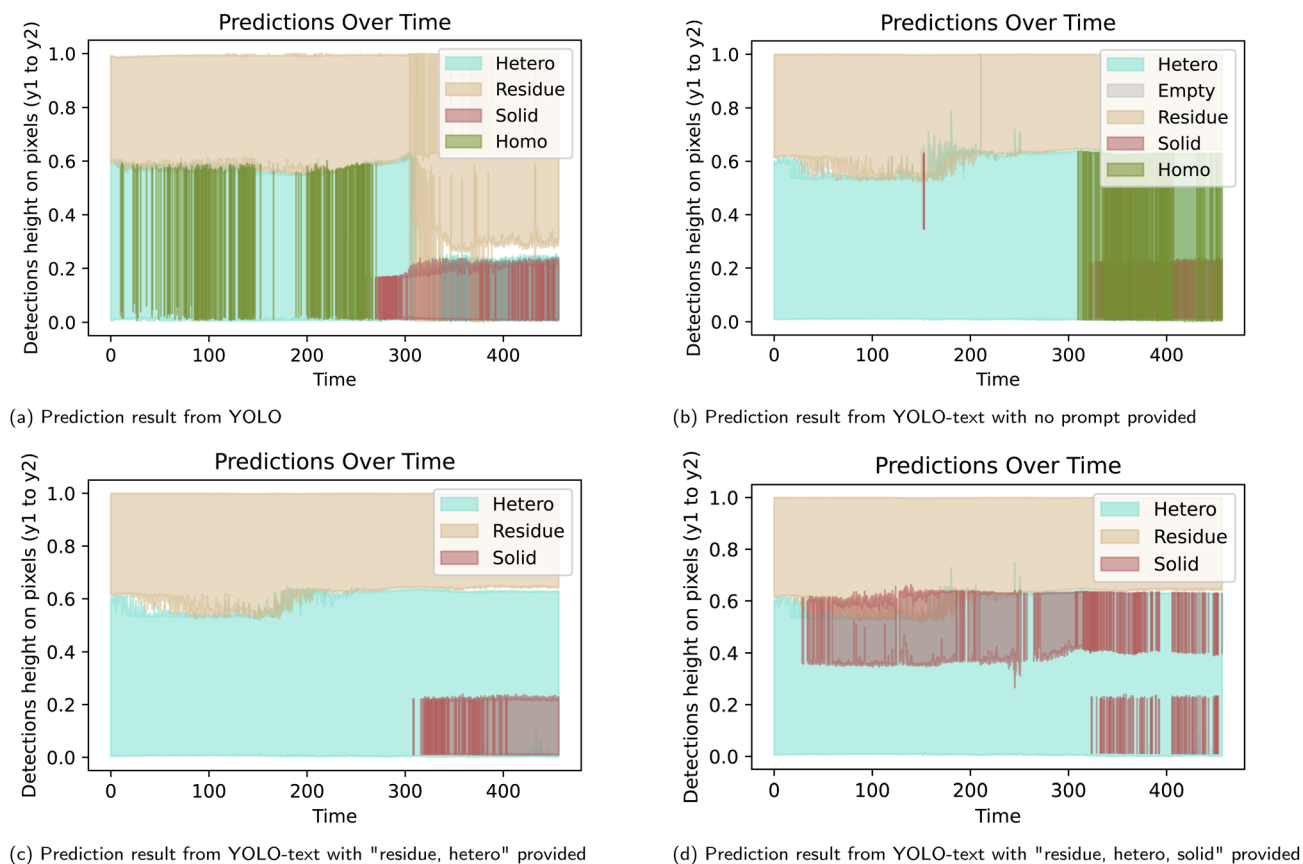 Predictions Over Time
Detections height on pixels (y1 to y2)
1.0
0.8
0.6
0.4
0.2
0.0
0
100
200
300
400
Time
Hetero
Residue
Solid
Homo
(a) Prediction result from YOLO
Predictions Over Time
Detections height on pixels (y1 to y2)
1.0
0.8
0.6
0.4
0.2
0.0
0
100
200
300
400
Time
Hetero
Empty
Residue
Solid
Homo
(b) Prediction result from YOLO-text with no prompt provided
Predictions Over Time
Detections height on pixels (y1 to y2)
1.0
0.8
0.6
0.4
0.2
0.0
0
100
200
300
400
Time
Hetero
Residue
Solid
(c) Prediction result from YOLO-text with "residue, hetero" provided
Predictions Over Time
Detections height on pixels (y1 to y2)
1.0
0.8
0.6
0.4
0.2
0.0
0
100
200
300
400
Time
Hetero
Residue
Solid
(d) Prediction result from YOLO-text with "residue, hetero, solid" provided